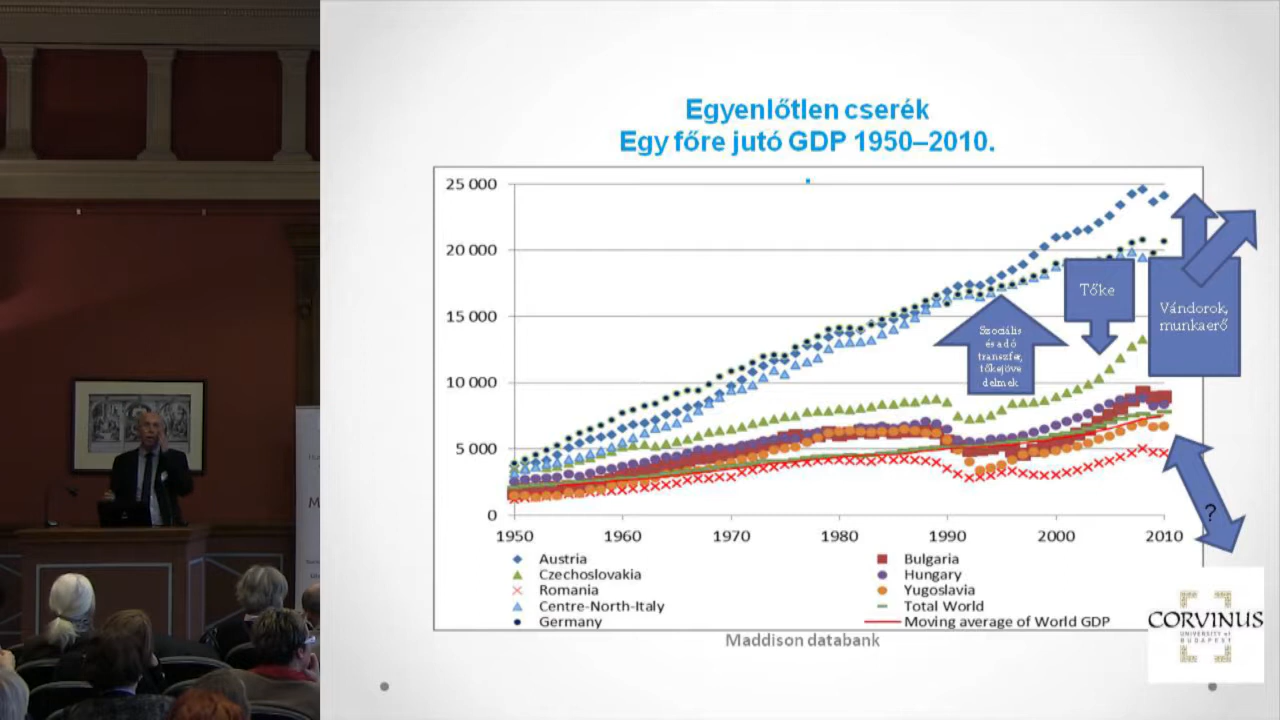 Egyenlőtlen cserék
Egy főre jutó GDP 1950–2010.
25 000
20 000
15 000
10 000
5 000
0
1950 1960 1970 1980 1990 2000 2010
Szociális
és adó
transzfer,
tőkejöve
delmek
Tőke
Vándorok,
munkaerő
?
Austria
Czechoslovakia
Romania
Centre-North-Italy
Germany
Bulgaria
Hungary
Yugoslavia
Total World
Moving average of World GDP
Maddison databank
CORVINUS
UNIVERSITY of
BUDAPEST